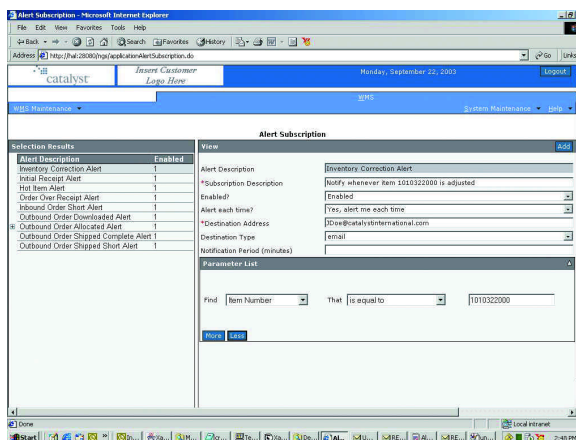 Alert Subscription - Microsoft Internet Explorer
File Edit View Favorites Tools Help
Back Search Favorites History
Address http://hal:28080/ngx/applicationAlertSubscription.do Go Links
catalyst Insert Customer Logo Here Monday, September 22, 2003 Logout
WMS
WMS Maintenance System Maintenance Help
Alert Subscription
Selection Results View Add
Alert Description Enabled
Inventory Correction Alert 1
Initial Receipt Alert 1
Hot Item Alert 1
Order Over Receipt Alert 1
Inbound Order Short Alert 1
Outbound Order Downloaded Alert 1
Outbound Order Allocated Alert 1
Outbound Order Shipped Complete Alert 1
Outbound Order Shipped Short Alert 1
Alert Description Inventory Correction Alert
*Subscription Description Notify whenever item 1010322000 is adjusted
Enabled? Enabled
Alert each time? Yes, alert me each time
*Destination Address JDoe@catalystinternational.com
Destination Type email
Notification Period (minutes)
Parameter List
Find Item Number That is equal to 1010322000
More Less
Done Local intranet
Start 2:40 PM